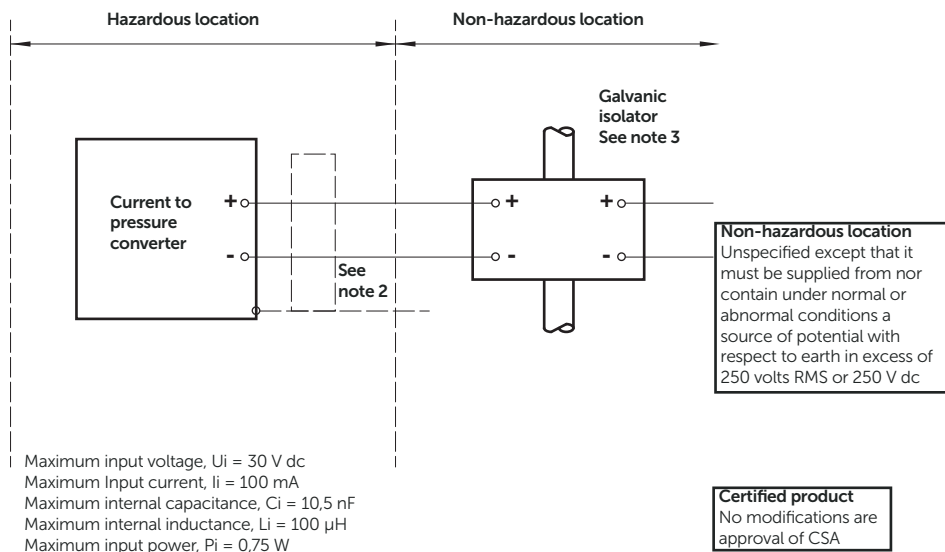 Hazardous location
Non-hazardous location
Galvanic
isolator
See note 3
Current to
pressure
converter
+
-
+
-
+
-
See
note 2
Non-hazardous location
Unspecified except that it
must be supplied from nor
contain under normal or
abnormal conditions a
source of potential with
respect to earth in excess of
250 volts RMS or 250 V dc
Maximum input voltage, Ui = 30 V dc
Maximum Input current, Ii = 100 mA
Maximum internal capacitance, Ci = 10,5 nF
Maximum internal inductance, Li = 100 µH
Maximum input power, Pi = 0,75 W
Certified product
No modifications are
approval of CSA